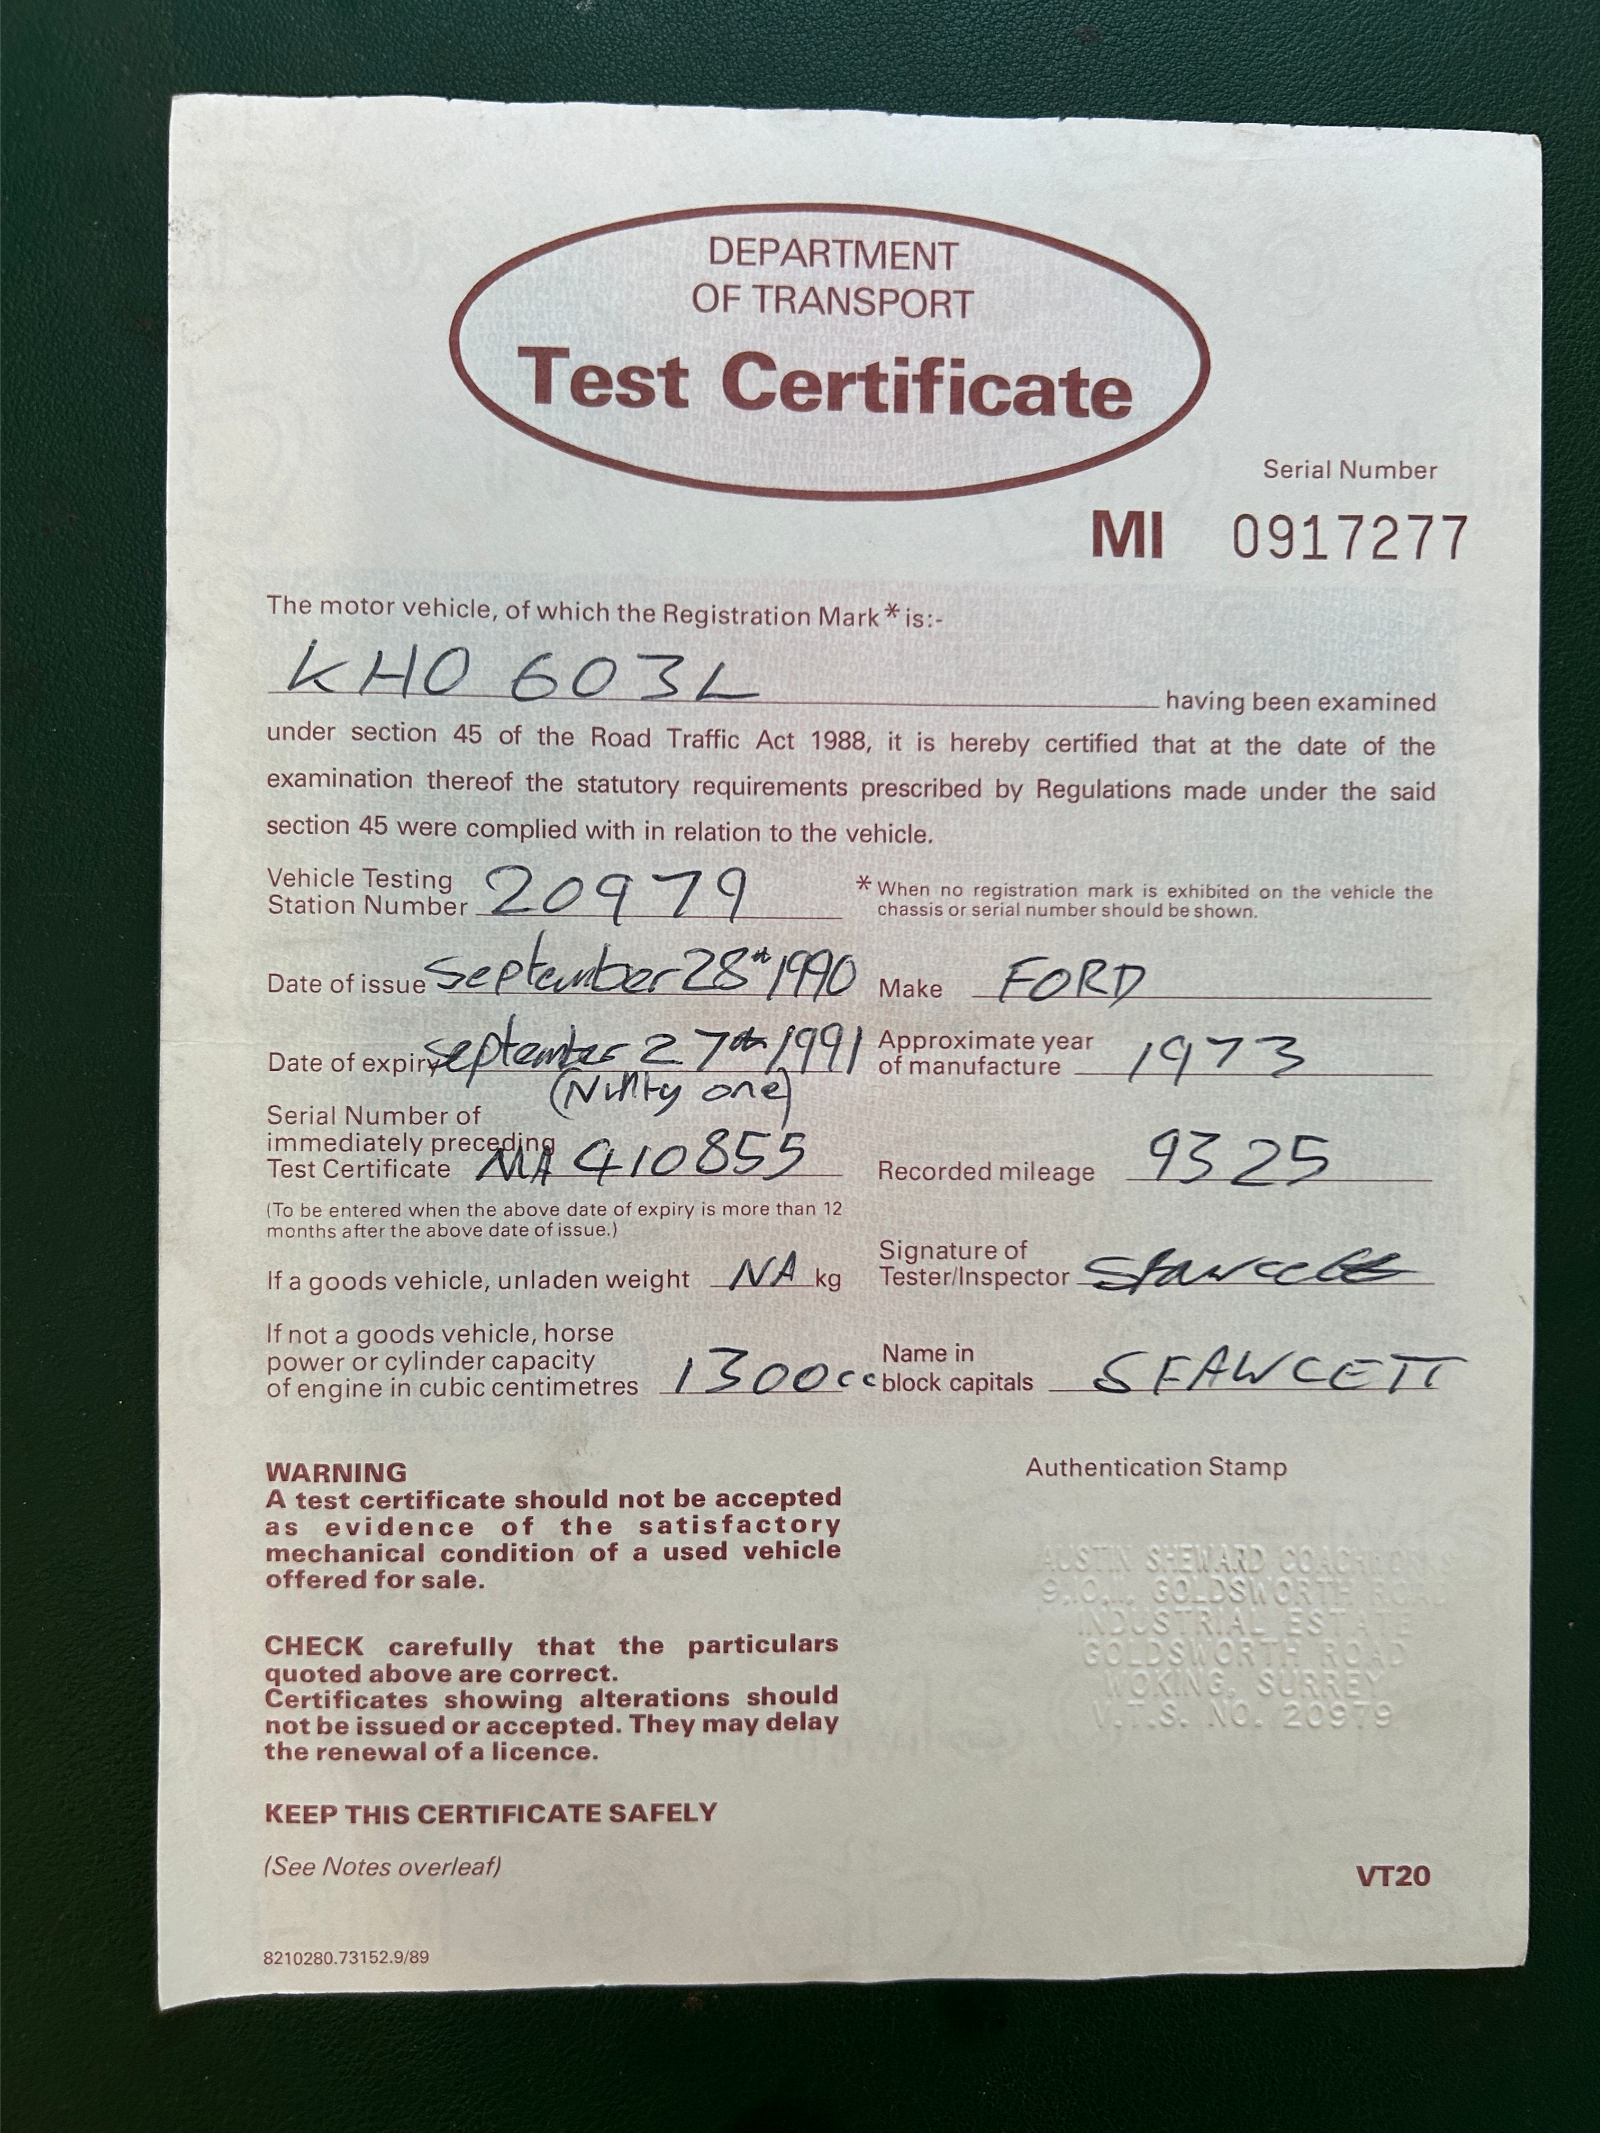 DEPARTMENT
OF TRANSPORT
Test Certificate
Serial Number
MI 0917277
The motor vehicle, of which the Registration Mark* is:-
KHO 603L having been examined
under section 45 of the Road Traffic Act 1988, it is hereby certified that at the date of the
examination thereof the statutory requirements prescribed by Regulations made under the said
section 45 were complied with in relation to the vehicle.
Vehicle Testing
Station Number 20979
* When no registration mark is exhibited on the vehicle the
chassis or serial number should be shown.
Date of issue September 28th 1990 Make FORD
Date of expiry September 27th 1991
(Ninty one)
Approximate year
of manufacture 1973
Serial Number of
immediately preceding
Test Certificate MA 410855
Recorded mileage 9325
(To be entered when the above date of expiry is more than 12
months after the above date of issue.)
If a goods vehicle, unladen weight NA kg
Signature of
Tester/Inspector SFawcett
If not a goods vehicle, horse
power or cylinder capacity
of engine in cubic centimetres 1300cc
Name in
block capitals S FAWCETT
WARNING
A test certificate should not be accepted
as evidence of the satisfactory
mechanical condition of a used vehicle
offered for sale.
CHECK carefully that the particulars
quoted above are correct.
Certificates showing alterations should
not be issued or accepted. They may delay
the renewal of a licence.
KEEP THIS CERTIFICATE SAFELY
(See Notes overleaf)
8210280.73152.9/89
Authentication Stamp
AUSTIN SHEWARD COACHWORKS
9.10.11. GOLDSWORTH ROAD
INDUSTRIAL ESTATE
GOLDSWORTH ROAD
WOKING, SURREY
V.T.S. NO. 20979
VT20